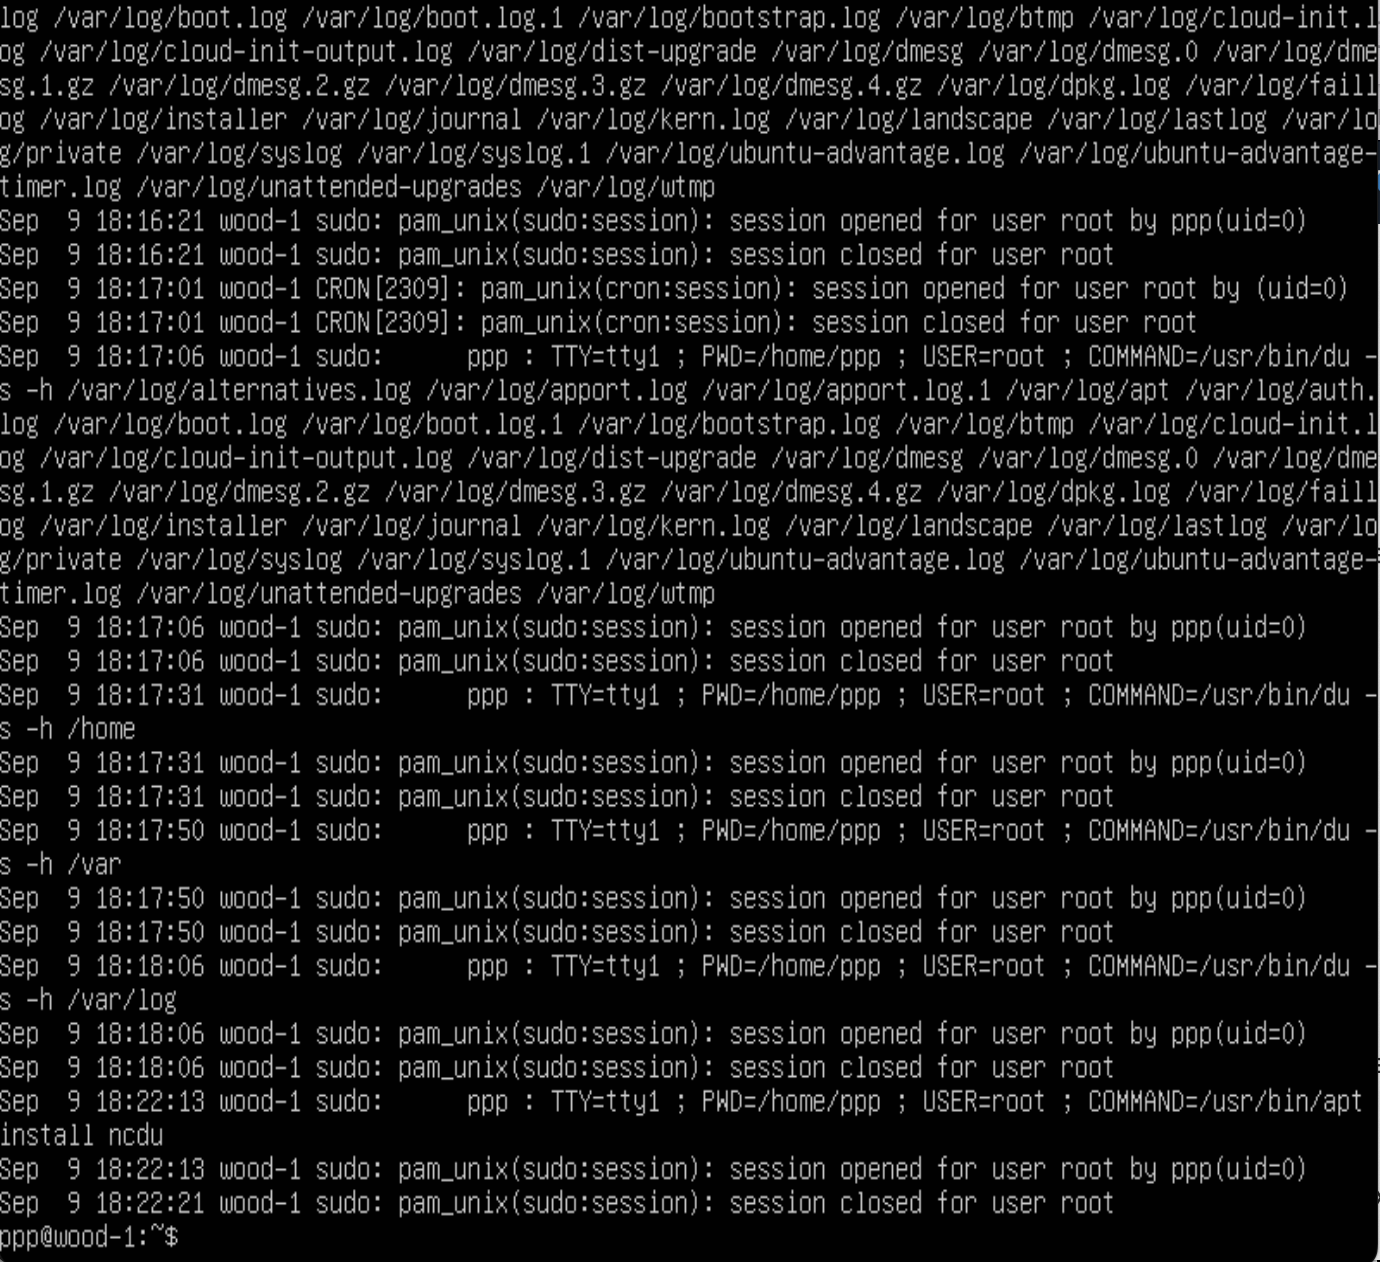 log /var/log/boot.log /var/log/boot.log.1 /var/log/bootstrap.log /var/log/btmp /var/log/cloud-init.l
og /var/log/cloud-init-output.log /var/log/dist-upgrade /var/log/dmesg /var/log/dmesg.0 /var/log/dme
sg.1.gz /var/log/dmesg.2.gz /var/log/dmesg.3.gz /var/log/dmesg.4.gz /var/log/dpkg.log /var/log/faill
og /var/log/installer /var/log/journal /var/log/kern.log /var/log/landscape /var/log/lastlog /var/lo
g/private /var/log/syslog /var/log/syslog.1 /var/log/ubuntu-advantage.log /var/log/ubuntu-advantage-
timer.log /var/log/unattended-upgrades /var/log/wtmp
Sep  9 18:16:21 wood-1 sudo: pam_unix(sudo:session): session opened for user root by ppp(uid=0)
Sep  9 18:16:21 wood-1 sudo: pam_unix(sudo:session): session closed for user root
Sep  9 18:17:01 wood-1 CRON[2309]: pam_unix(cron:session): session opened for user root by (uid=0)
Sep  9 18:17:01 wood-1 CRON[2309]: pam_unix(cron:session): session closed for user root
Sep  9 18:17:06 wood-1 sudo:      ppp : TTY=tty1 ; PWD=/home/ppp ; USER=root ; COMMAND=/usr/bin/du -
s -h /var/log/alternatives.log /var/log/apport.log /var/log/apport.log.1 /var/log/apt /var/log/auth.
log /var/log/boot.log /var/log/boot.log.1 /var/log/bootstrap.log /var/log/btmp /var/log/cloud-init.l
og /var/log/cloud-init-output.log /var/log/dist-upgrade /var/log/dmesg /var/log/dmesg.0 /var/log/dme
sg.1.gz /var/log/dmesg.2.gz /var/log/dmesg.3.gz /var/log/dmesg.4.gz /var/log/dpkg.log /var/log/faill
og /var/log/installer /var/log/journal /var/log/kern.log /var/log/landscape /var/log/lastlog /var/lo
g/private /var/log/syslog /var/log/syslog.1 /var/log/ubuntu-advantage.log /var/log/ubuntu-advantage-
timer.log /var/log/unattended-upgrades /var/log/wtmp
Sep  9 18:17:06 wood-1 sudo: pam_unix(sudo:session): session opened for user root by ppp(uid=0)
Sep  9 18:17:06 wood-1 sudo: pam_unix(sudo:session): session closed for user root
Sep  9 18:17:31 wood-1 sudo:      ppp : TTY=tty1 ; PWD=/home/ppp ; USER=root ; COMMAND=/usr/bin/du -
s -h /home
Sep  9 18:17:31 wood-1 sudo: pam_unix(sudo:session): session opened for user root by ppp(uid=0)
Sep  9 18:17:31 wood-1 sudo: pam_unix(sudo:session): session closed for user root
Sep  9 18:17:50 wood-1 sudo:      ppp : TTY=tty1 ; PWD=/home/ppp ; USER=root ; COMMAND=/usr/bin/du -
s -h /var
Sep  9 18:17:50 wood-1 sudo: pam_unix(sudo:session): session opened for user root by ppp(uid=0)
Sep  9 18:17:50 wood-1 sudo: pam_unix(sudo:session): session closed for user root
Sep  9 18:18:06 wood-1 sudo:      ppp : TTY=tty1 ; PWD=/home/ppp ; USER=root ; COMMAND=/usr/bin/du -
s -h /var/log
Sep  9 18:18:06 wood-1 sudo: pam_unix(sudo:session): session opened for user root by ppp(uid=0)
Sep  9 18:18:06 wood-1 sudo: pam_unix(sudo:session): session closed for user root
Sep  9 18:22:13 wood-1 sudo:      ppp : TTY=tty1 ; PWD=/home/ppp ; USER=root ; COMMAND=/usr/bin/apt
install ncdu
Sep  9 18:22:13 wood-1 sudo: pam_unix(sudo:session): session opened for user root by ppp(uid=0)
Sep  9 18:22:21 wood-1 sudo: pam_unix(sudo:session): session closed for user root
ppp@wood-1:~$